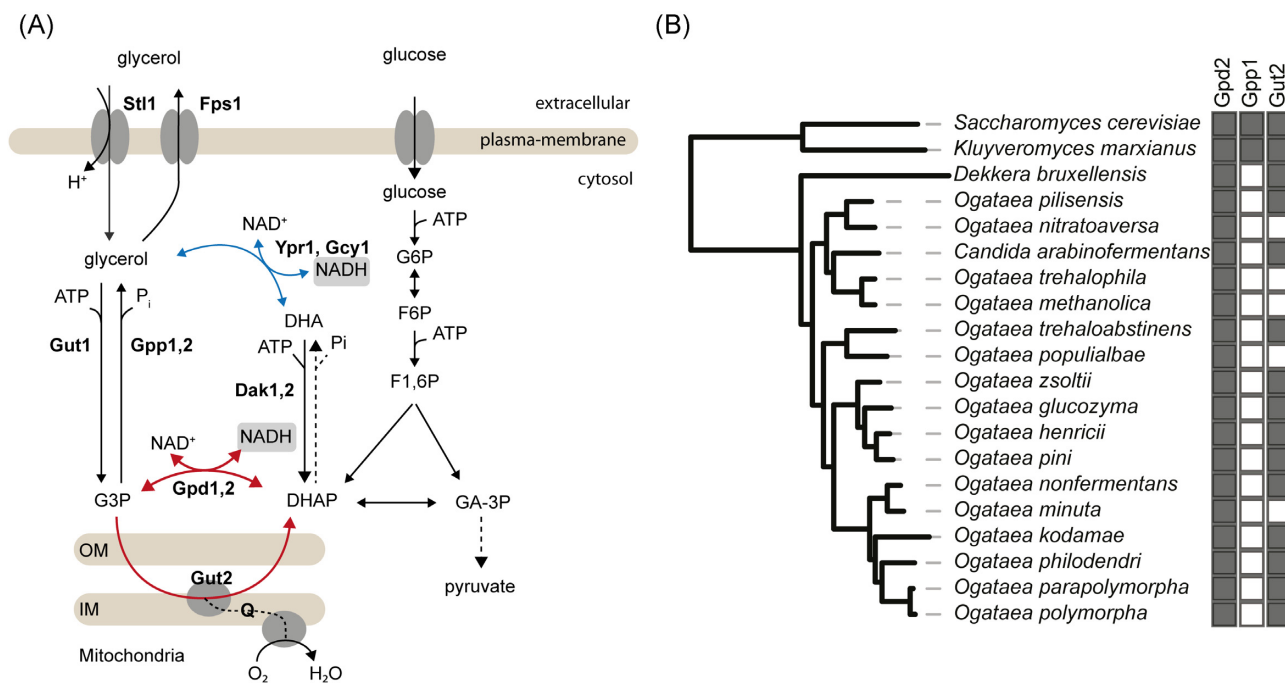 (A)
glycerol
glucose
Stl1
Fps1
extracellular
plasma-membrane
cytosol
H⁺
glucose
ATP
NAD⁺
Ypr1, Gcy1
NADH
glycerol
G6P
ATP
Pᵢ
F6P
DHA
ATP
ATP
Pi
Gut1
Gpp1,2
F1,6P
Dak1,2
NAD⁺
NADH
Gpd1,2
G3P
DHAP
GA-3P
OM
Gut2
pyruvate
IM
Q
Mitochondria
O₂
H₂O
(B)
Gpd2
Gpp1
Gut2
Saccharomyces cerevisiae
Kluyveromyces marxianus
Dekkera bruxellensis
Ogataea pilisensis
Ogataea nitratoaversa
Candida arabinofermentans
Ogataea trehalophila
Ogataea methanolica
Ogataea trehaloabstinens
Ogataea populialbae
Ogataea zsoltii
Ogataea glucozyma
Ogataea henricii
Ogataea pini
Ogataea nonfermentans
Ogataea minuta
Ogataea kodamae
Ogataea philodendri
Ogataea parapolymorpha
Ogataea polymorpha